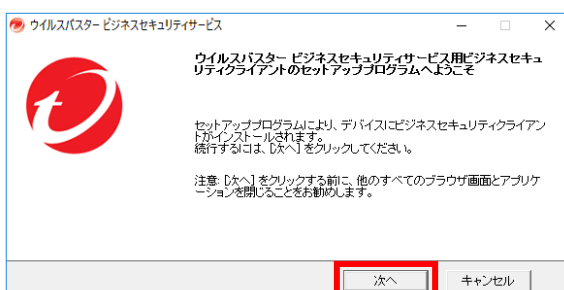 ウイルスバスター ビジネスセキュリティサービス
ウイルスバスター ビジネスセキュリティサービス用ビジネスセキュ
リティクライアントのセットアッププログラムへようこそ
セットアッププログラムにより、デバイスにビジネスセキュリティクライアン
トがインストールされます。
続行するには、[次へ] をクリックしてください。
注意: [次へ] をクリックする前に、他のすべてのブラウザ画面とアプリケ
ーションを閉じることをお勧めします。
次へ
キャンセル